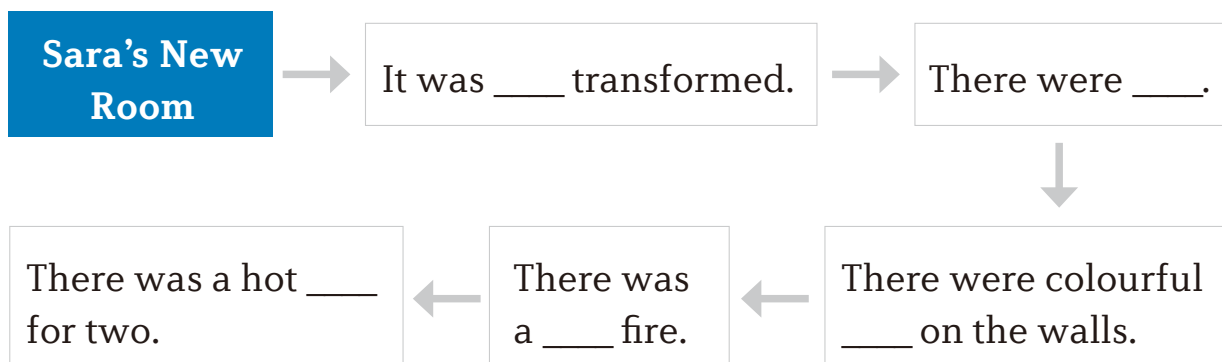 Sara’s New
Room
It was ____ transformed.
There were ____.
There were colourful
____ on the walls.
There was
a ____ fire.
There was a hot ____
for two.